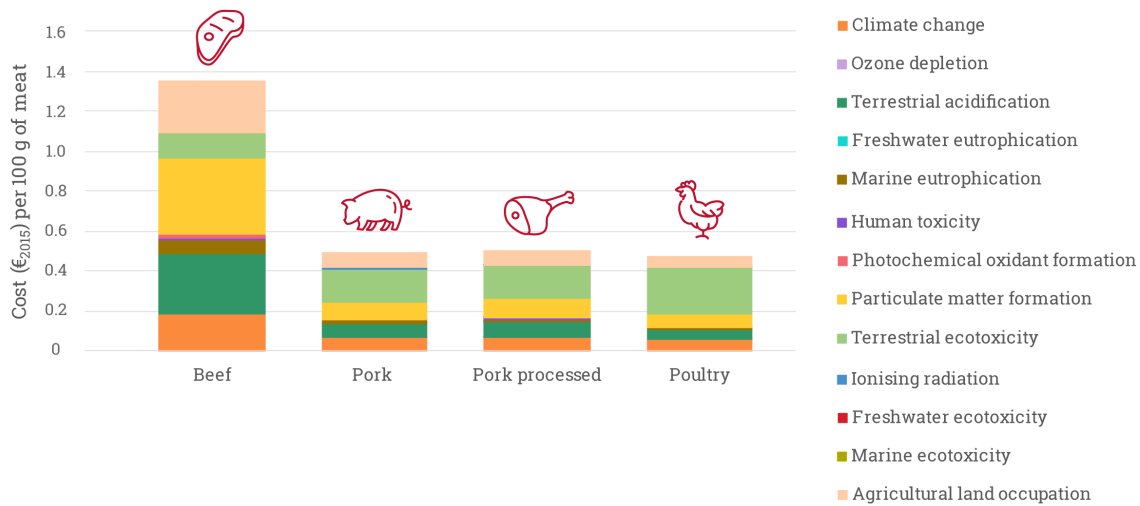 Cost (€2015) per 100 g of meat
1.6
1.4
1.2
1.0
0.8
0.6
0.4
0.2
0
Beef
Pork
Pork processed
Poultry
Climate change
Ozone depletion
Terrestrial acidification
Freshwater eutrophication
Marine eutrophication
Human toxicity
Photochemical oxidant formation
Particulate matter formation
Terrestrial ecotoxicity
Ionising radiation
Freshwater ecotoxicity
Marine ecotoxicity
Agricultural land occupation